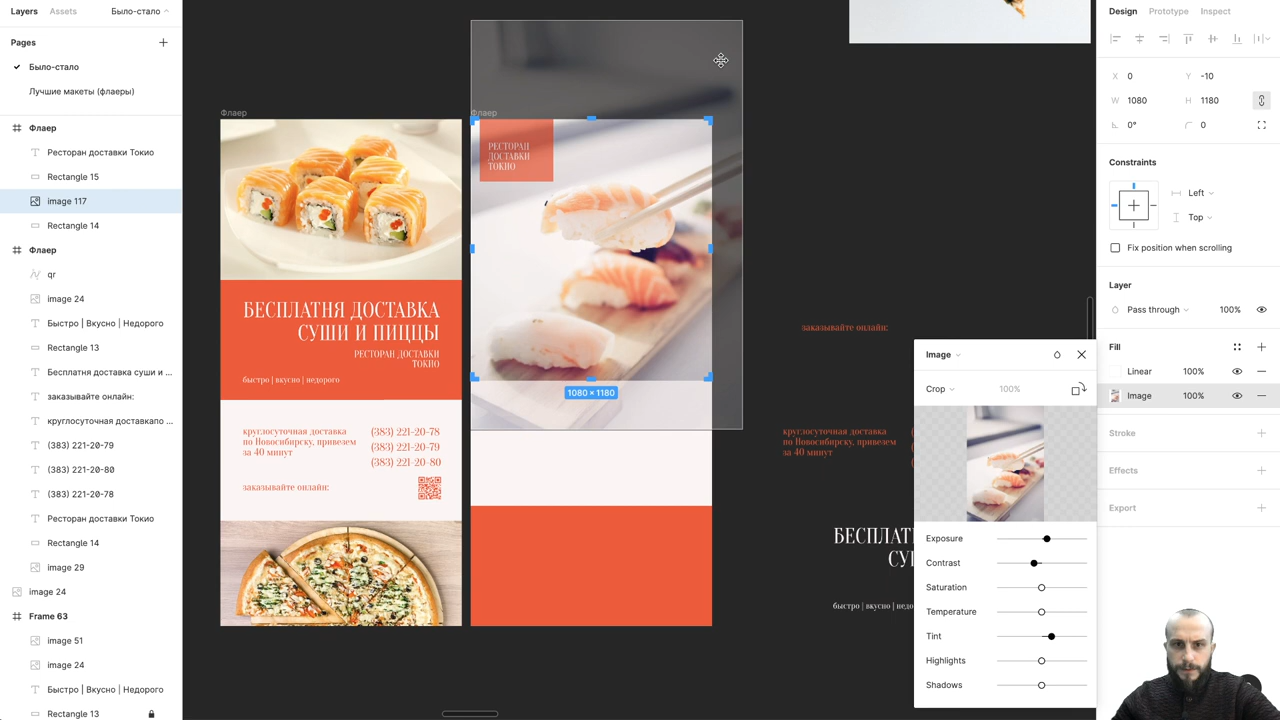 Layers
Assets
Было-стало
Pages
Было-стало
Лучшие макеты (флаеры)
Флаер
Ресторан доставки Токио
Rectangle 15
image 117
Rectangle 14
Флаер
qr
image 24
Быстро | Вкусно | Недорого
Rectangle 13
Бесплатня доставка суши и ...
заказывайте онлайн:
круглосуточная доставкапо ...
(383) 221-20-79
(383) 221-20-80
(383) 221-20-78
Ресторан доставки Токио
Rectangle 14
image 29
image 24
Frame 63
image 51
image 24
Быстро | Вкусно | Недорого
Rectangle 13
Флаер
БЕСПЛАТНЯ ДОСТАВКА
СУШИ И ПИЦЦЫ
РЕСТОРАН ДОСТАВКИ
ТОКИО
быстро | вкусно | недорого
круглосуточная доставка
по Новосибирску, привезем
за 40 минут
(383) 221-20-78
(383) 221-20-79
(383) 221-20-80
заказывайте онлайн:
Флаер
РЕСТОРАН
ДОСТАВКИ
ТОКИО
1080 × 1180
заказывайте онлайн:
круглосуточная доставка
по Новосибирску, привезем
за 40 минут
БЕСПЛАТ
СУ
быстро | вкусно | недо
Design
Prototype
Inspect
X 0
Y -10
W 1080
H 1180
0°
0
Constraints
Left
Top
Fix position when scrolling
Layer
Pass through
100%
Fill
Linear
100%
Image
100%
Stroke
Effects
Export
Image
Crop
100%
Exposure
Contrast
Saturation
Temperature
Tint
Highlights
Shadows